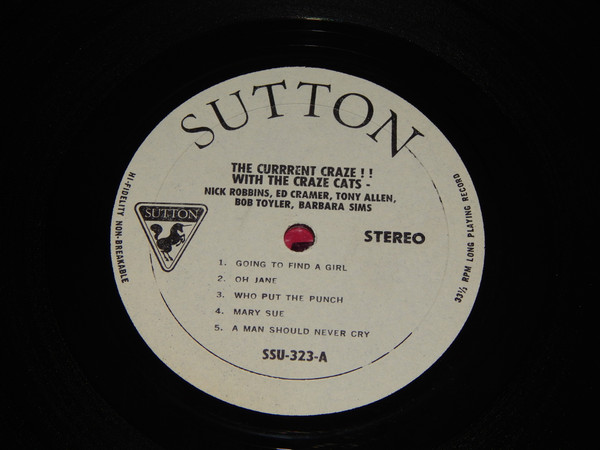 SUTTON
THE CURRRENT CRAZE ! !
WITH THE CRAZE CATS -
NICK ROBBINS, ED CRAMER, TONY ALLEN,
BOB TOYLER, BARBARA SIMS
HI-FIDELITY NON-BREAKABLE
SUTTON
STEREO
33⅓ RPM LONG PLAYING RECORD
1. GOING TO FIND A GIRL
2. OH JANE
3. WHO PUT THE PUNCH
4. MARY SUE
5. A MAN SHOULD NEVER CRY
SSU-323-A